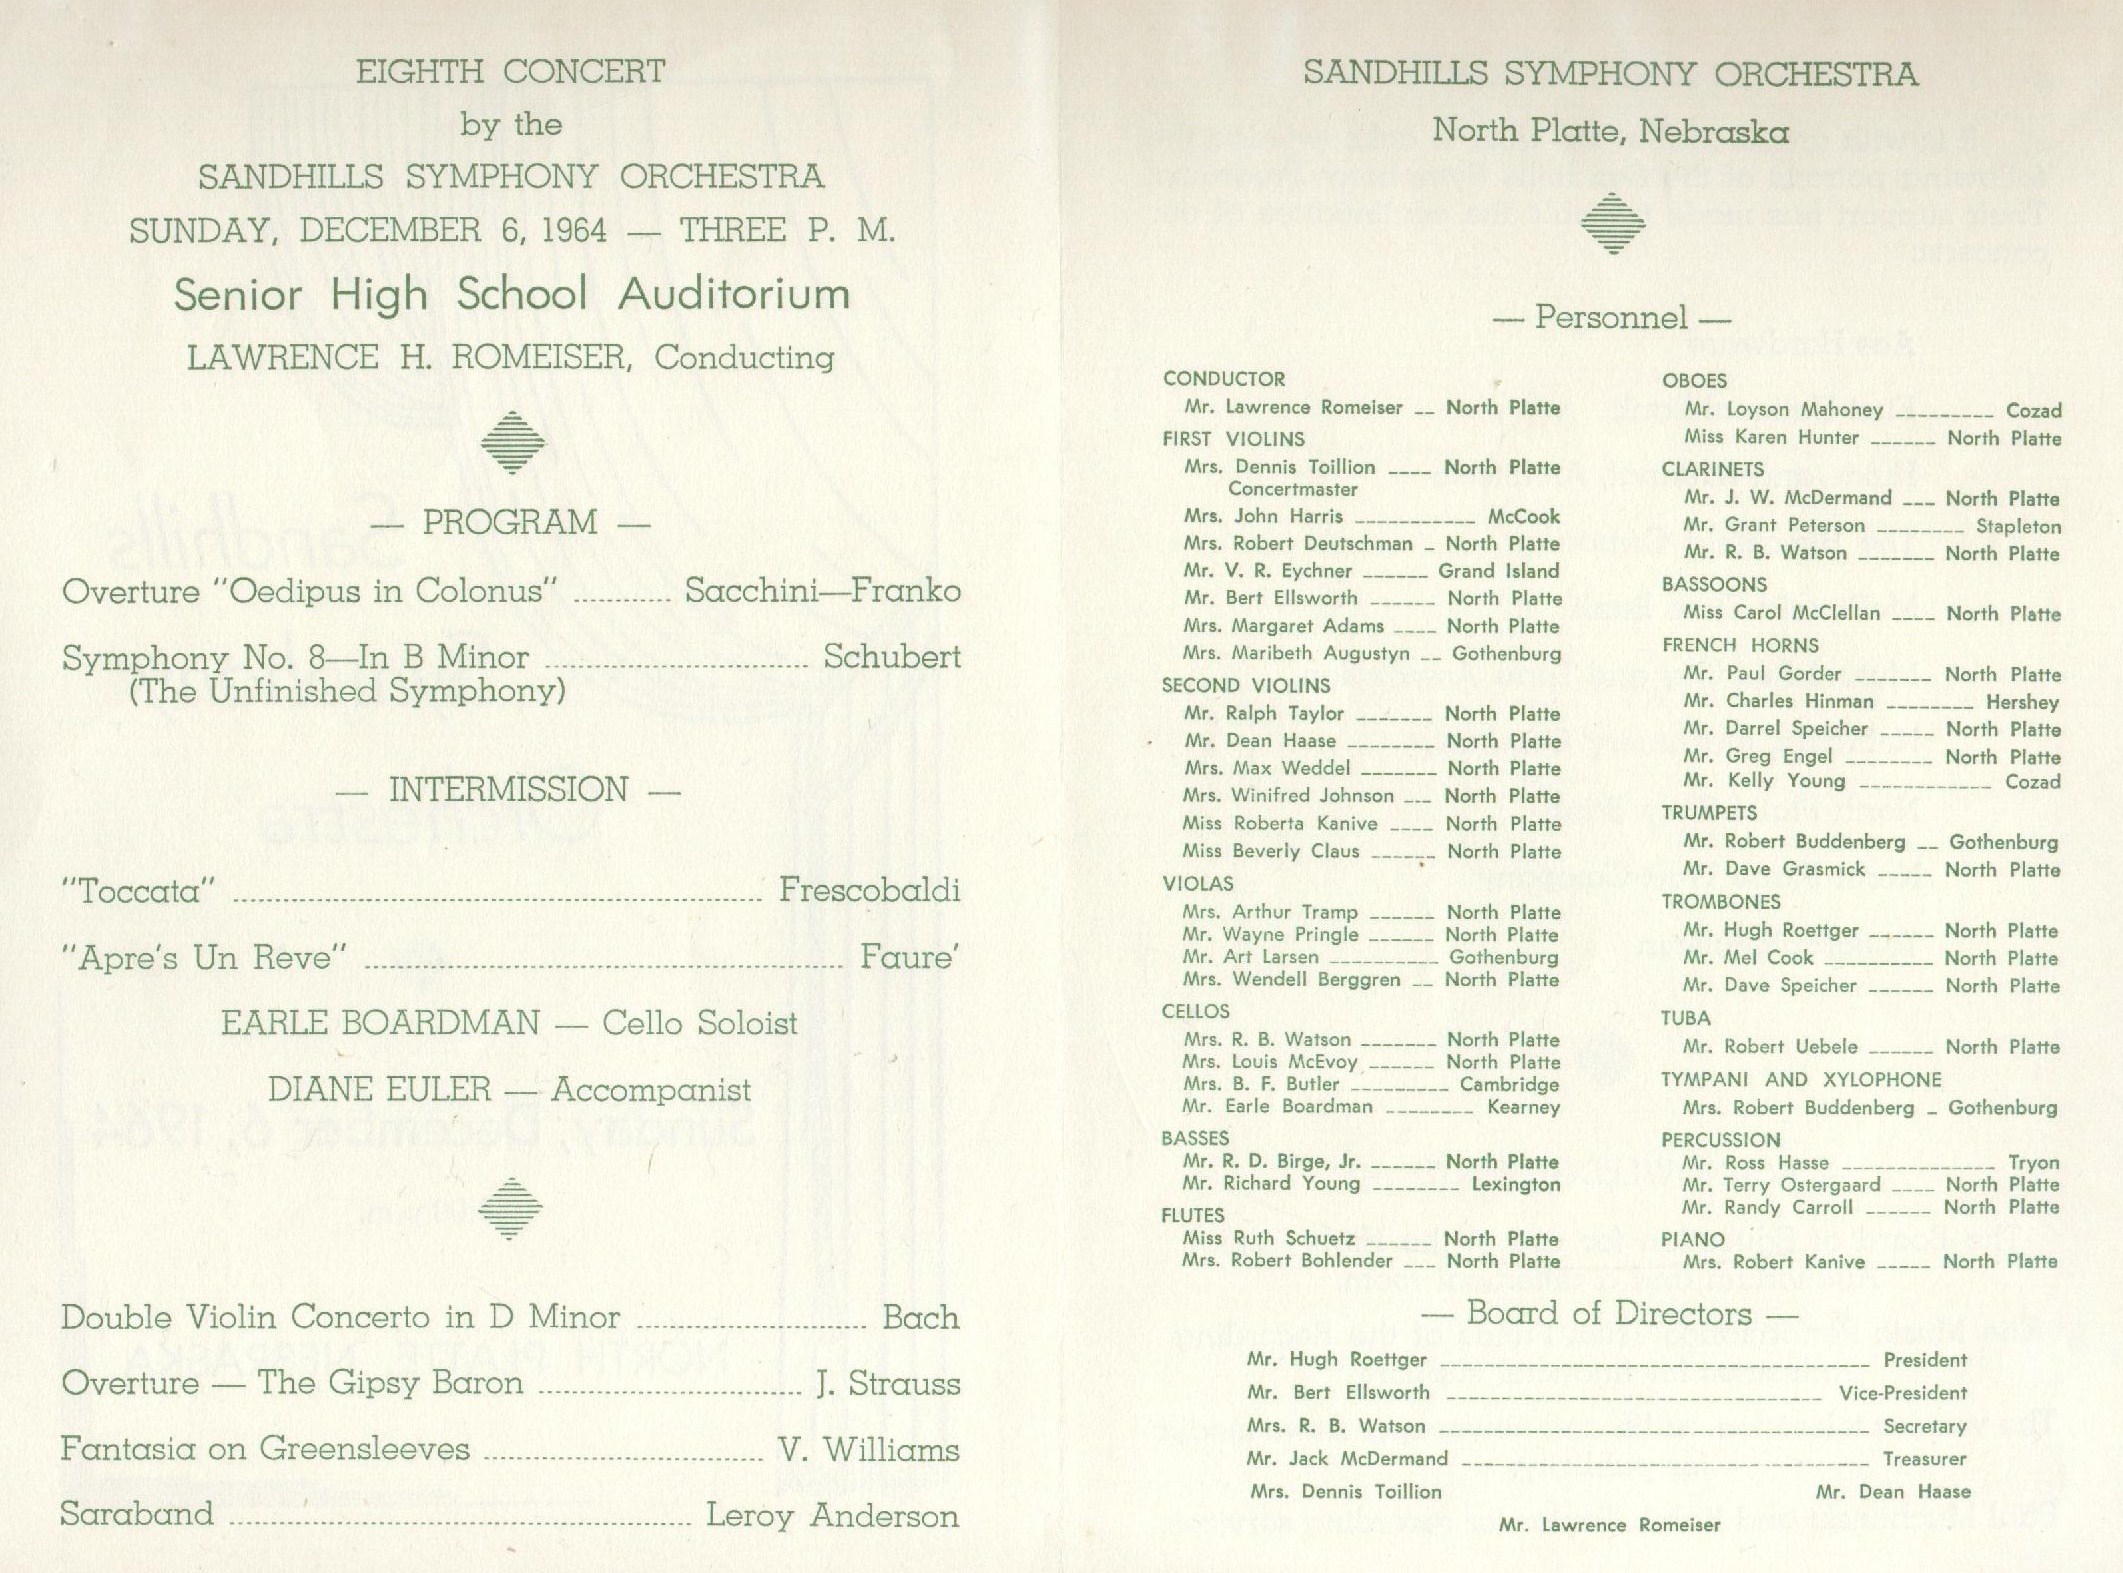 EIGHTH CONCERT
by the
SANDHILLS SYMPHONY ORCHESTRA
SUNDAY, DECEMBER 6, 1964 — THREE P. M.
Senior High School Auditorium
LAWRENCE H. ROMEISER, Conducting
— PROGRAM —
Overture "Oedipus in Colonus" ............ Sacchini—Franko
Symphony No. 8—In B Minor ................................ Schubert
(The Unfinished Symphony)
— INTERMISSION —
"Toccata" ................................................................ Frescobaldi
"Apre's Un Reve" .......................................................... Faure'
EARLE BOARDMAN — Cello Soloist
DIANE EULER — Accompanist
Double Violin Concerto in D Minor ............................ Bach
Overture — The Gipsy Baron ................................ J. Strauss
Fantasia on Greensleeves .................................. V. Williams
Saraband ........................................................ Leroy Anderson
SANDHILLS SYMPHONY ORCHESTRA
North Platte, Nebraska
— Personnel —
CONDUCTOR
Mr. Lawrence Romeiser __ North Platte
FIRST VIOLINS
Mrs. Dennis Toillion ____ North Platte
Concertmaster
Mrs. John Harris ___________ McCook
Mrs. Robert Deutschman _ North Platte
Mr. V. R. Eychner ______ Grand Island
Mr. Bert Ellsworth ______ North Platte
Mrs. Margaret Adams ____ North Platte
Mrs. Maribeth Augustyn __ Gothenburg
SECOND VIOLINS
Mr. Ralph Taylor _______ North Platte
Mr. Dean Haase ________ North Platte
Mrs. Max Weddel _______ North Platte
Mrs. Winifred Johnson ___ North Platte
Miss Roberta Kanive ____ North Platte
Miss Beverly Claus ______ North Platte
VIOLAS
Mrs. Arthur Tramp ______ North Platte
Mr. Wayne Pringle ______ North Platte
Mr. Art Larsen __________ Gothenburg
Mrs. Wendell Berggren __ North Platte
CELLOS
Mrs. R. B. Watson _______ North Platte
Mrs. Louis McEvoy ______ North Platte
Mrs. B. F. Butler _________ Cambridge
Mr. Earle Boardman ________ Kearney
BASSES
Mr. R. D. Birge, Jr. ______ North Platte
Mr. Richard Young ________ Lexington
FLUTES
Miss Ruth Schuetz ______ North Platte
Mrs. Robert Bohlender ___ North Platte
OBOES
Mr. Loyson Mahoney _________ Cozad
Miss Karen Hunter ______ North Platte
CLARINETS
Mr. J. W. McDermand ___ North Platte
Mr. Grant Peterson ________ Stapleton
Mr. R. B. Watson _______ North Platte
BASSOONS
Miss Carol McClellan ____ North Platte
FRENCH HORNS
Mr. Paul Gorder _______ North Platte
Mr. Charles Hinman ________ Hershey
Mr. Darrel Speicher _____ North Platte
Mr. Greg Engel ________ North Platte
Mr. Kelly Young ____________ Cozad
TRUMPETS
Mr. Robert Buddenberg __ Gothenburg
Mr. Dave Grasmick _____ North Platte
TROMBONES
Mr. Hugh Roettger ______ North Platte
Mr. Mel Cook __________ North Platte
Mr. Dave Speicher ______ North Platte
TUBA
Mr. Robert Uebele ______ North Platte
TYMPANI AND XYLOPHONE
Mrs. Robert Buddenberg _ Gothenburg
PERCUSSION
Mr. Ross Hasse ______________ Tryon
Mr. Terry Ostergaard ____ North Platte
Mr. Randy Carroll ______ North Platte
PIANO
Mrs. Robert Kanive _____ North Platte
— Board of Directors —
Mr. Hugh Roettger ________________________________________ President
Mr. Bert Ellsworth ___________________________________ Vice-President
Mrs. R. B. Watson ________________________________________ Secretary
Mr. Jack McDermand ______________________________________ Treasurer
Mrs. Dennis Toillion Mr. Dean Haase
Mr. Lawrence Romeiser